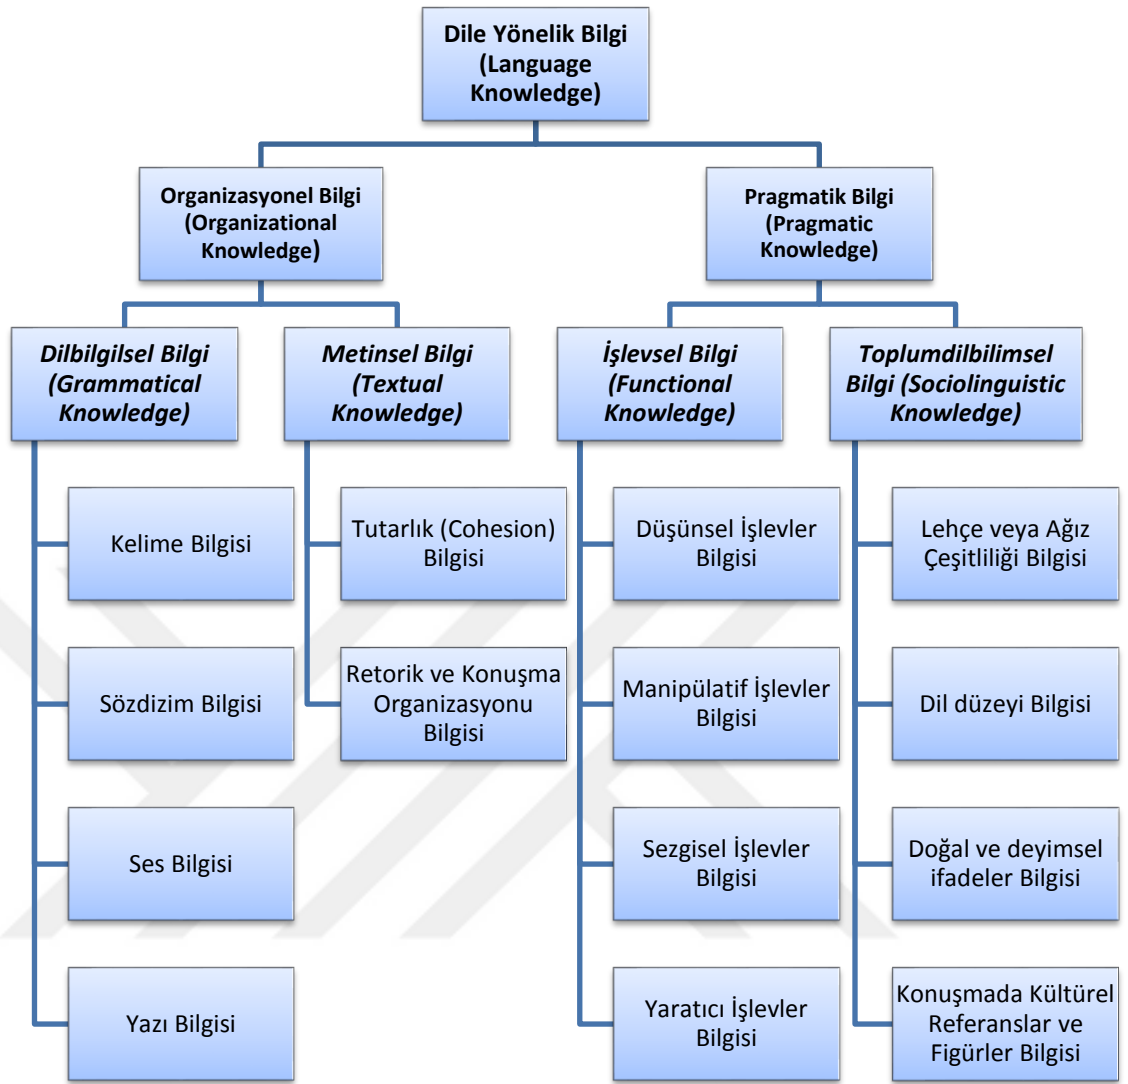 Dile Yönelik Bilgi
(Language
Knowledge)
Organizasyonel Bilgi
(Organizational
Knowledge)
Pragmatik Bilgi
(Pragmatic
Knowledge)
Dilbilgilsel Bilgi
(Grammatical
Knowledge)
Metinsel Bilgi
(Textual
Knowledge)
İşlevsel Bilgi
(Functional
Knowledge)
Toplumdilbilimsel
Bilgi (Sociolinguistic
Knowledge)
Kelime Bilgisi
Sözdizim Bilgisi
Ses Bilgisi
Yazı Bilgisi
Tutarlık (Cohesion)
Bilgisi
Retorik ve Konuşma
Organizasyonu
Bilgisi
Düşünsel İşlevler
Bilgisi
Manipülatif İşlevler
Bilgisi
Sezgisel İşlevler
Bilgisi
Yaratıcı İşlevler
Bilgisi
Lehçe veya Ağız
Çeşitliliği Bilgisi
Dil düzeyi Bilgisi
Doğal ve deyimsel
ifadeler Bilgisi
Konuşmada Kültürel
Referanslar ve
Figürler Bilgisi